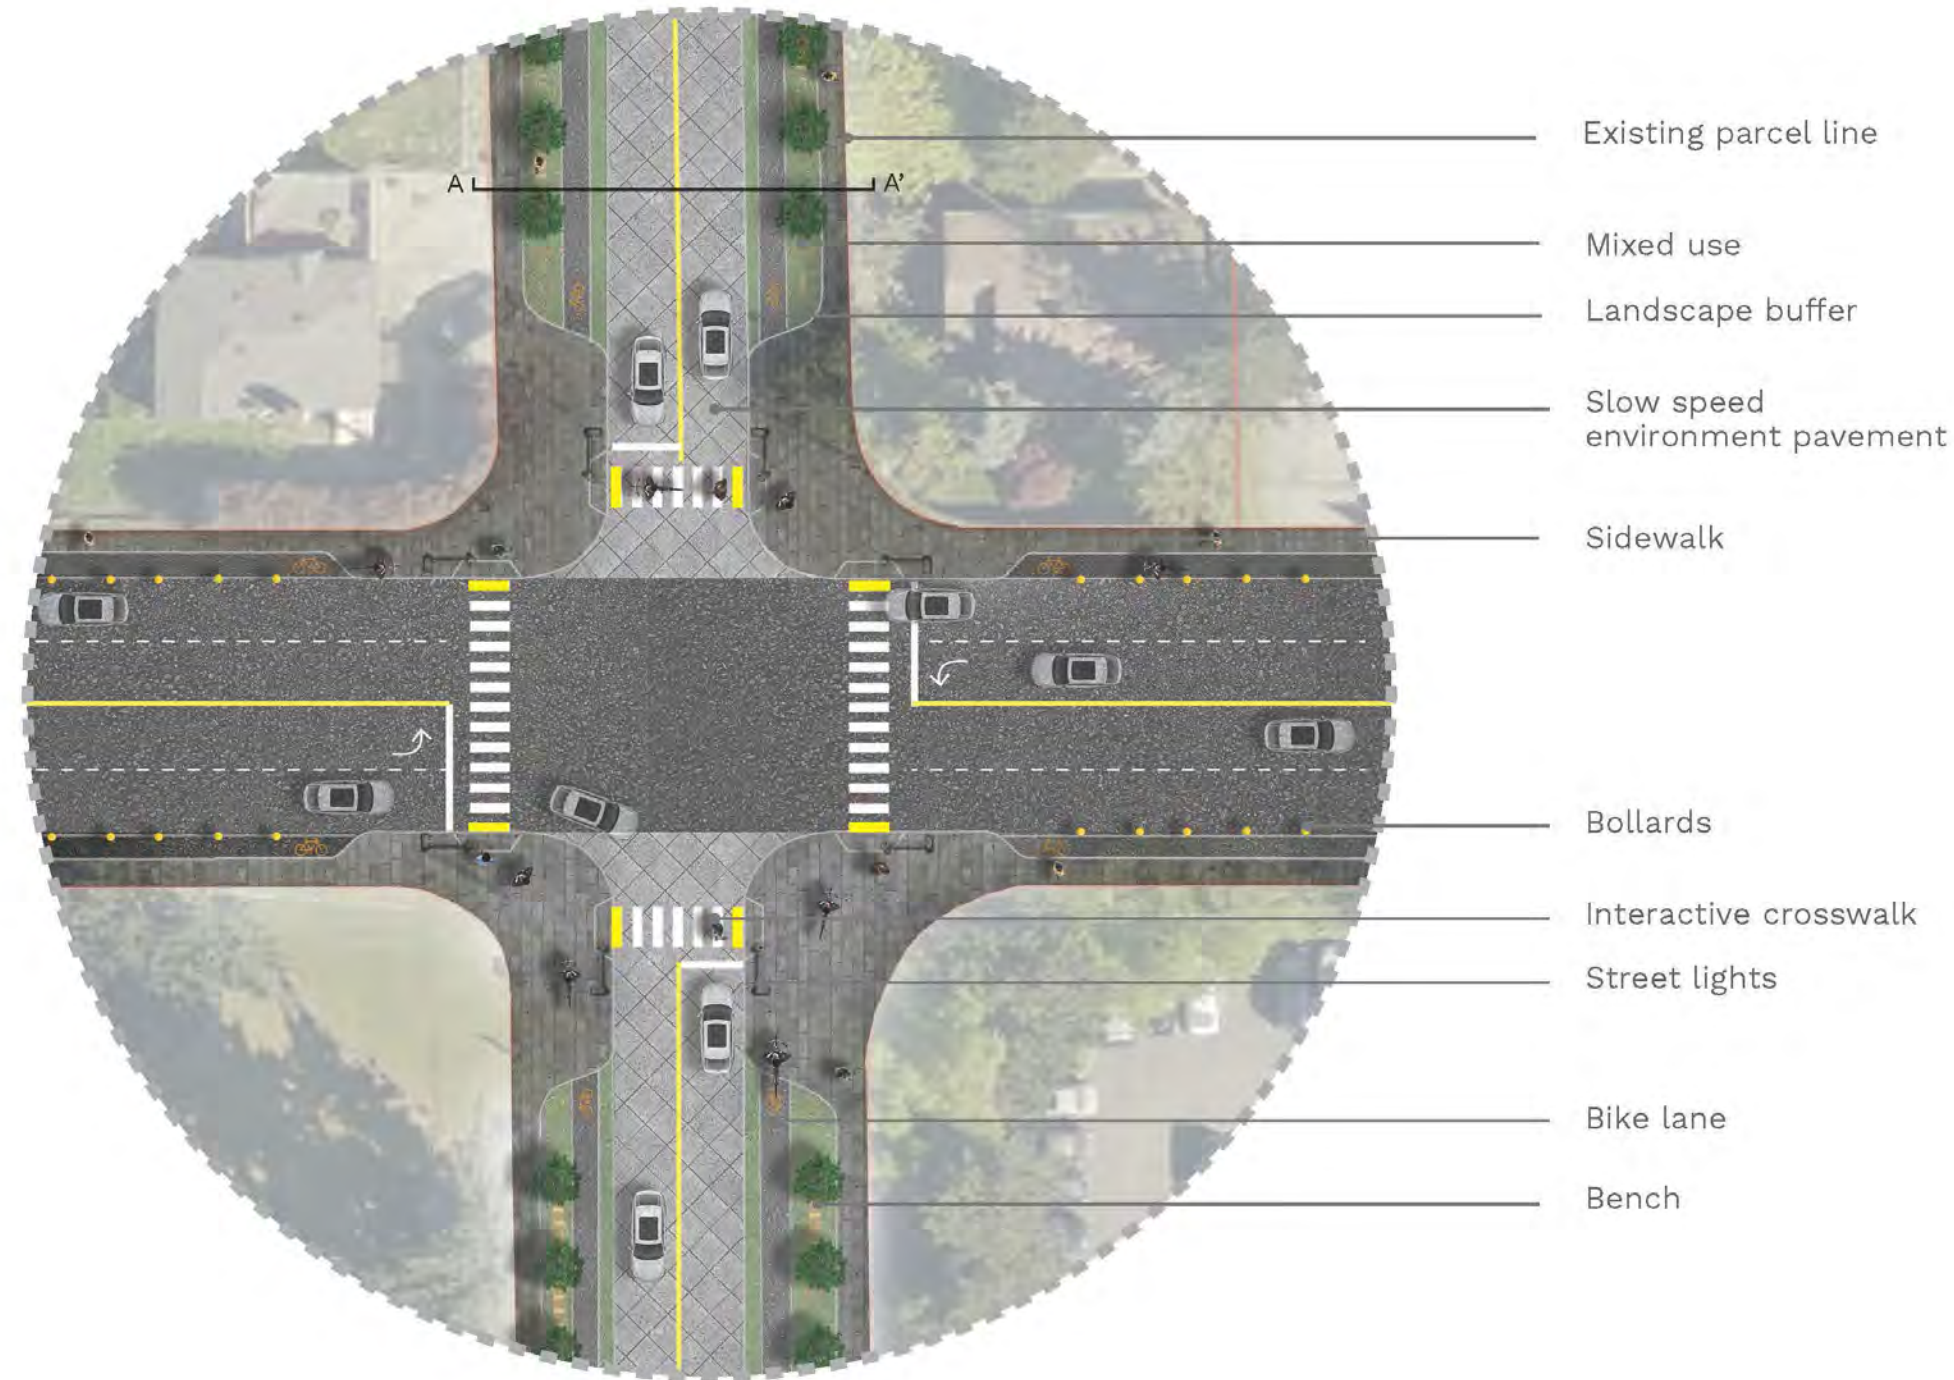 Existing parcel line
A
A’
Mixed use
Landscape buffer
Slow speed
environment pavement
Sidewalk
Bollards
Interactive crosswalk
Street lights
Bike lane
Bench